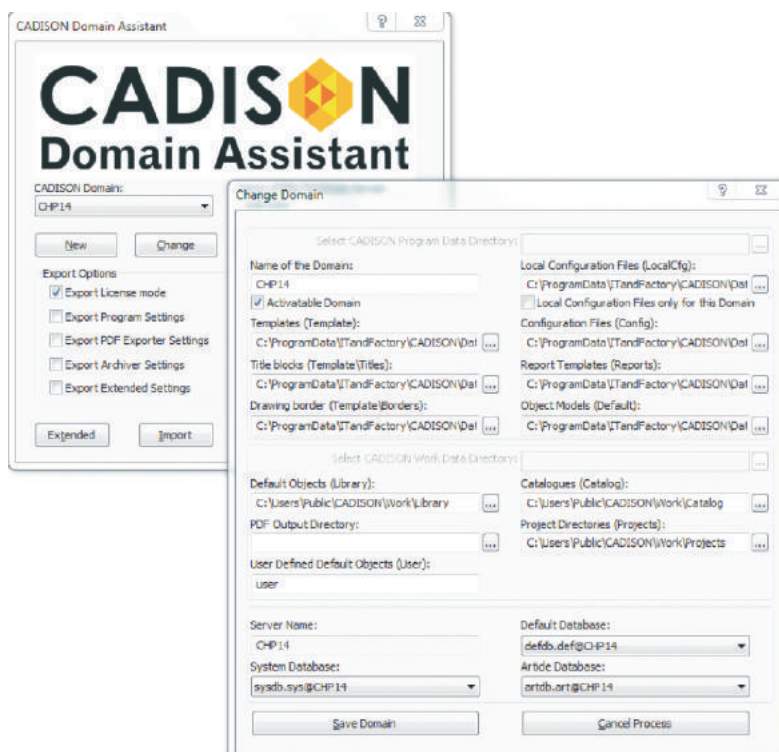 CADISON Domain Assistant
CADISON
Domain Assistant
CADISON Domain:
CHP14
New Change
Export Options
Export License mode
Export Program Settings
Export PDF Exporter Settings
Export Archiver Settings
Export Extended Settings
Extended Import
Change Domain
Select CADISON Program Data Directory: ...
Name of the Domain: Local Configuration Files (LocalCfg):
CHP14 C:\ProgramData\ITandFactory\CADISON\Dat ...
Activatable Domain Local Configuration Files only for this Domain
Templates (Template): Configuration Files (Config):
C:\ProgramData\ITandFactory\CADISON\Dat ... C:\ProgramData\ITandFactory\CADISON\Dat ...
Title blocks (Template\Titles): Report Templates (Reports):
C:\ProgramData\ITandFactory\CADISON\Dat ... C:\ProgramData\ITandFactory\CADISON\Dat ...
Drawing border (Template\Borders): Object Models (Default):
C:\ProgramData\ITandFactory\CADISON\Dat ... C:\ProgramData\ITandFactory\CADISON\Dat ...
Select CADISON Work Data Directory: ...
Default Objects (Library): Catalogues (Catalog):
C:\Users\Public\CADISON\Work\Library ... C:\Users\Public\CADISON\Work\Catalog ...
PDF Output Directory: Project Directories (Projects):
... C:\Users\Public\CADISON\Work\Projects ...
User Defined Default Objects (User):
user
Server Name: Default Database:
CHP14 defdb.def@CHP14
System Database: Article Database:
sysdb.sys@CHP14 artdb.art@CHP14
Save Domain Cancel Process